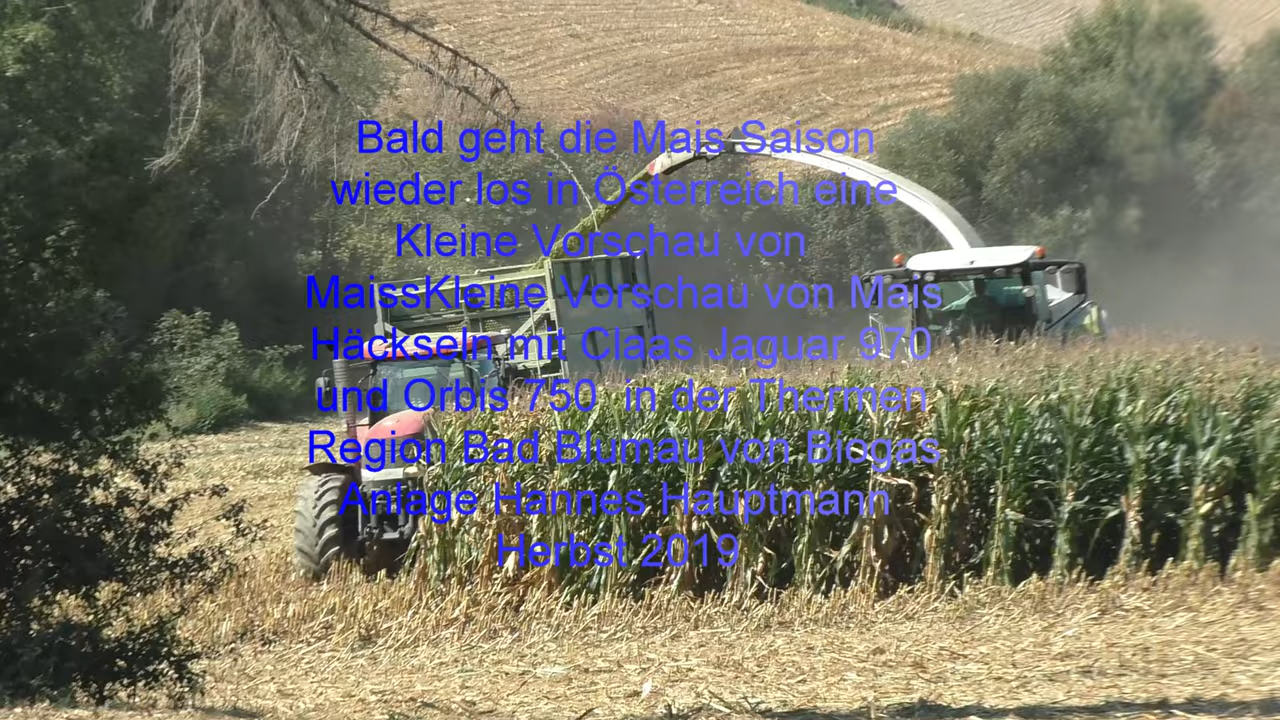 Bald geht die Mais Saison
wieder los in Österreich eine
Kleine Vorschau von
MaissKleine Vorschau von Mais
Häckseln mit Claas Jaguar 970
und Orbis 750 in der Thermen
Region Bad Blumau von Biogas
Anlage Hannes Hauptmann
Herbst 2019